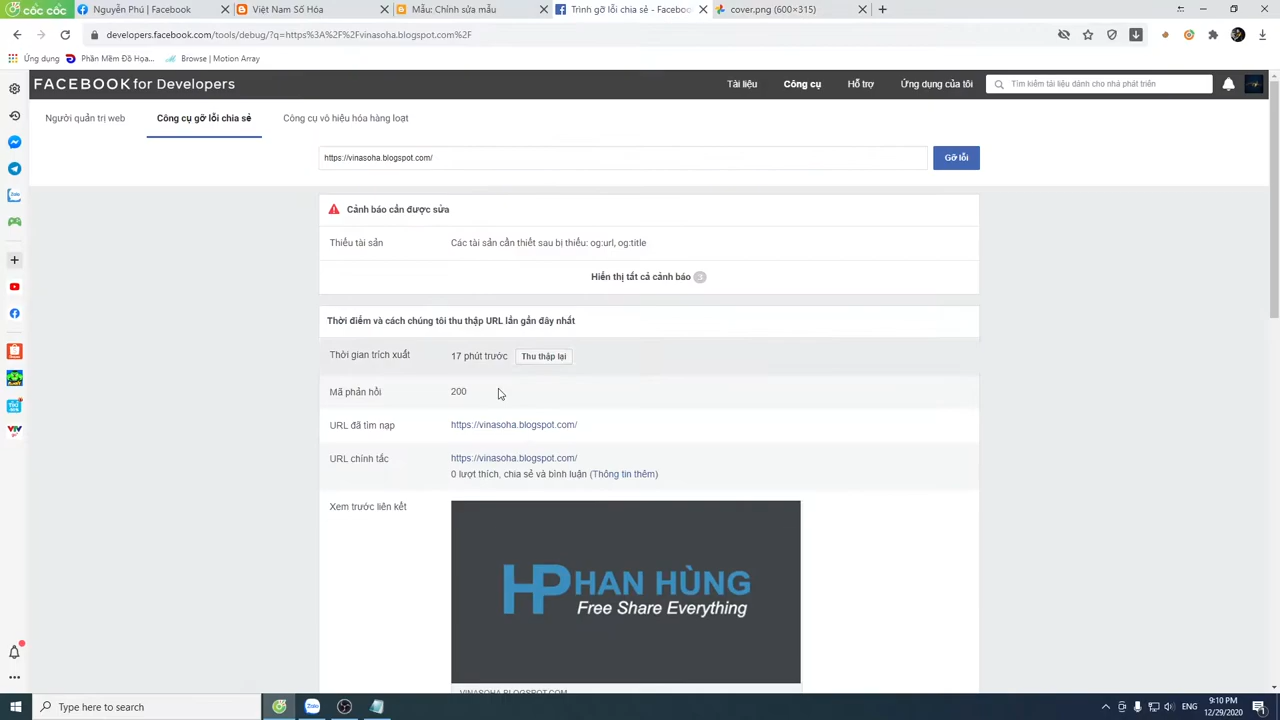 cốc cốc
Nguyễn Phú | Facebook
Việt Nam Số Hóa
Mẫu: Chỉnh sửa mẫu
Trình gỡ lỗi chia sẻ - Facebo
cover.png (600×315)
developers.facebook.com/tools/debug/?q=https%3A%2F%2Fvinasoha.blogspot.com%2F
Ứng dụng
Phần Mềm Đồ Họa...
Browse | Motion Array
FACEBOOK for Developers
Tài liệu
Công cụ
Hỗ trợ
Ứng dụng của tôi
Tìm kiếm tài liệu dành cho nhà phát triển
Người quản trị web
Công cụ gỡ lỗi chia sẻ
Công cụ vô hiệu hóa hàng loạt
https://vinasoha.blogspot.com/
Gỡ lỗi
Cảnh báo cần được sửa
Thiếu tài sản
Các tài sản cần thiết sau bị thiếu: og:url, og:title
Hiển thị tất cả cảnh báo 3
Thời điểm và cách chúng tôi thu thập URL lần gần đây nhất
Thời gian trích xuất
17 phút trước
Thu thập lại
Mã phản hồi
200
URL đã tìm nạp
https://vinasoha.blogspot.com/
URL chính tắc
https://vinasoha.blogspot.com/
0 lượt thích, chia sẻ và bình luận (Thông tin thêm)
Xem trước liên kết
HPHAN HÙNG
Free Share Everything
VINASOHA.BLOGSPOT.COM
Type here to search
Zalo
ENG
9:10 PM
12/29/2020